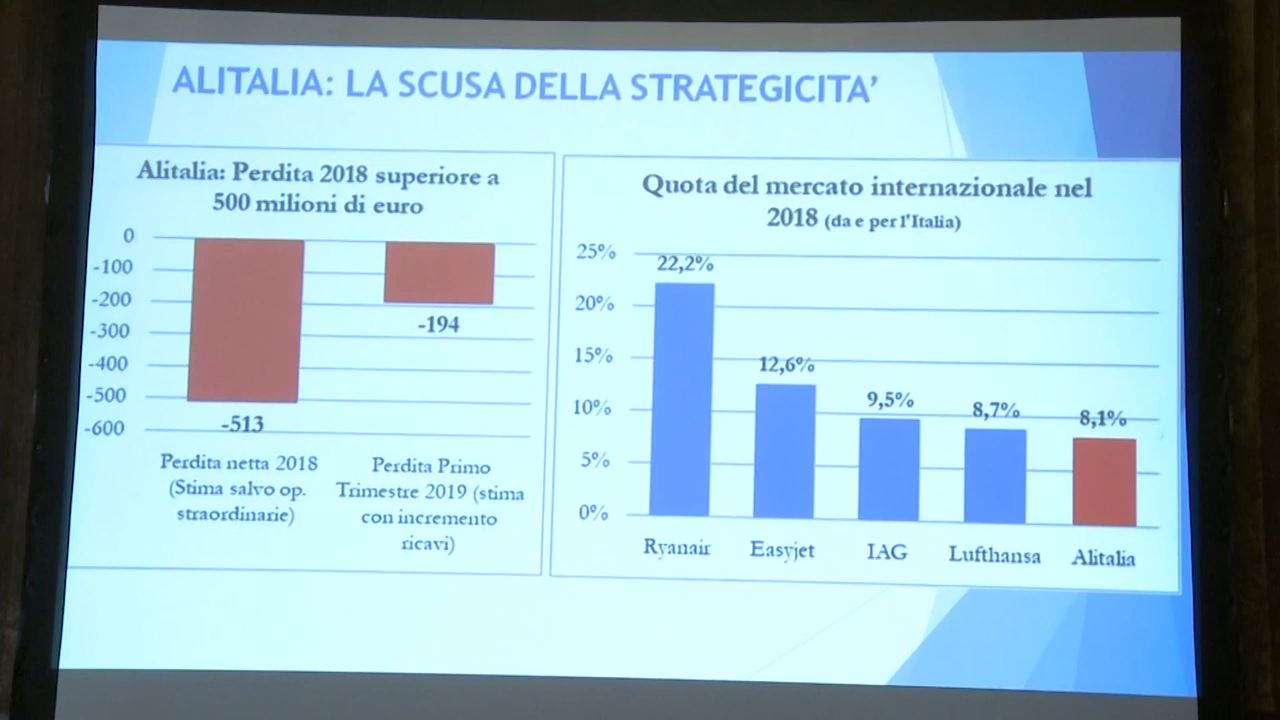 ALITALIA: LA SCUSA DELLA STRATEGICITA'
Alitalia: Perdita 2018 superiore a
500 milioni di euro
0
-100
-200
-300
-400
-500
-600
-513
-194
Perdita netta 2018
(Stima salvo op.
straordinarie)
Perdita Primo
Trimestre 2019 (stima
con incremento
ricavi)
Quota del mercato internazionale nel
2018 (da e per l'Italia)
25%
20%
15%
10%
5%
0%
22,2%
12,6%
9,5%
8,7%
8,1%
Ryanair
Easyjet
IAG
Lufthansa
Alitalia